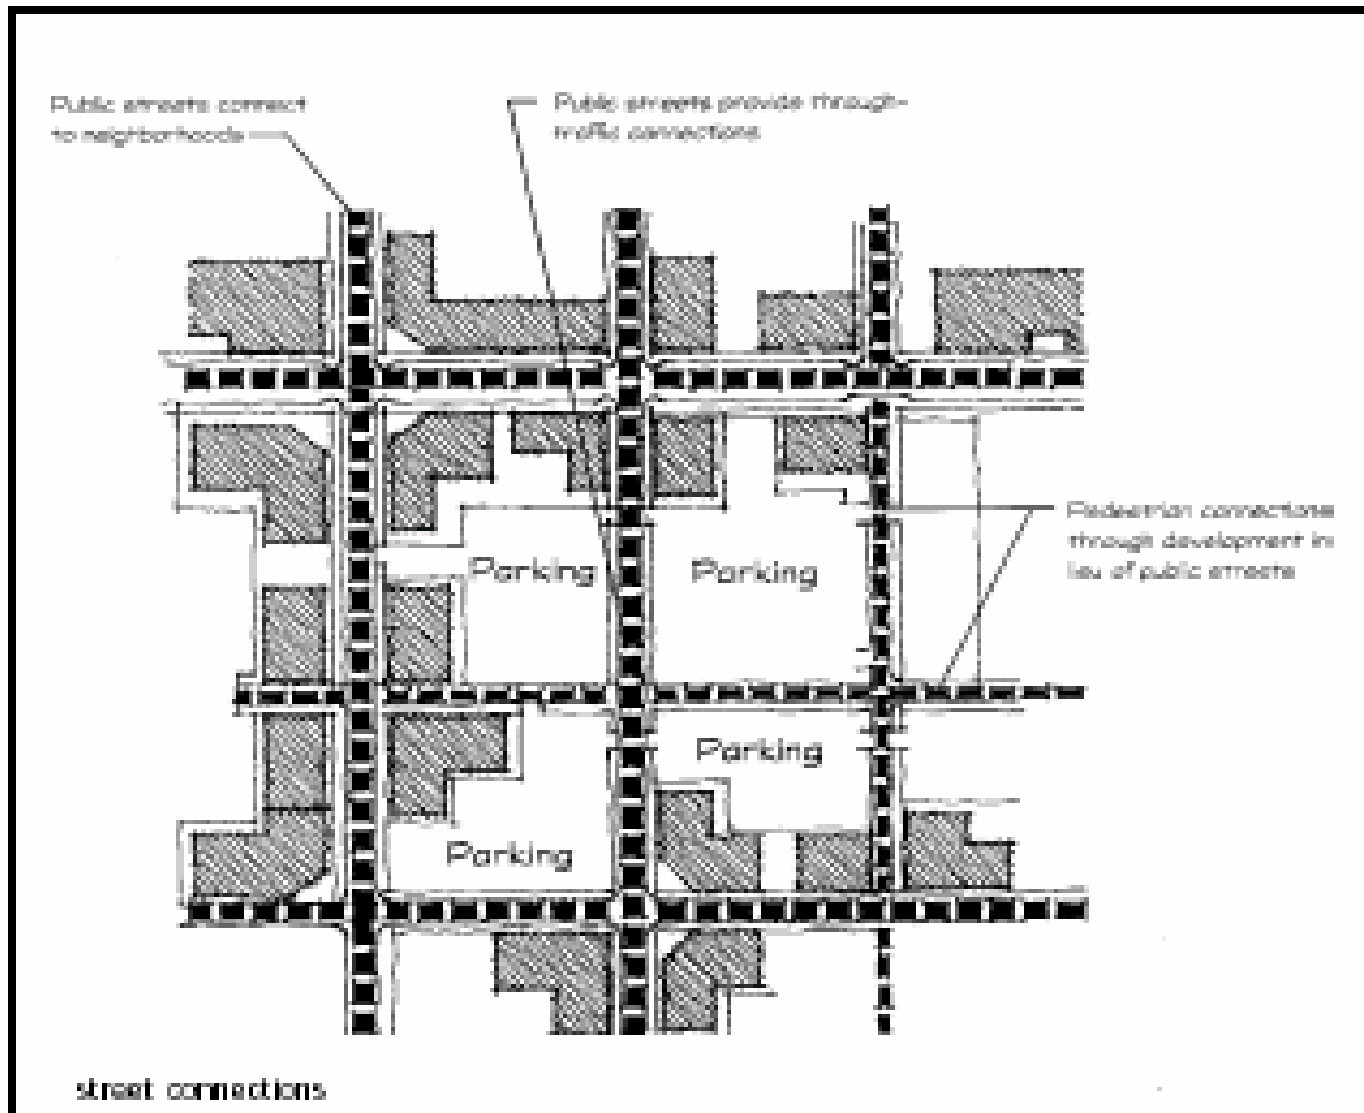 Public streets connect
to neighborhoods
Public streets provide through-
traffic connections
Parking
Parking
Pedestrian connections
through development in
lieu of public streets
Parking
Parking
street connections